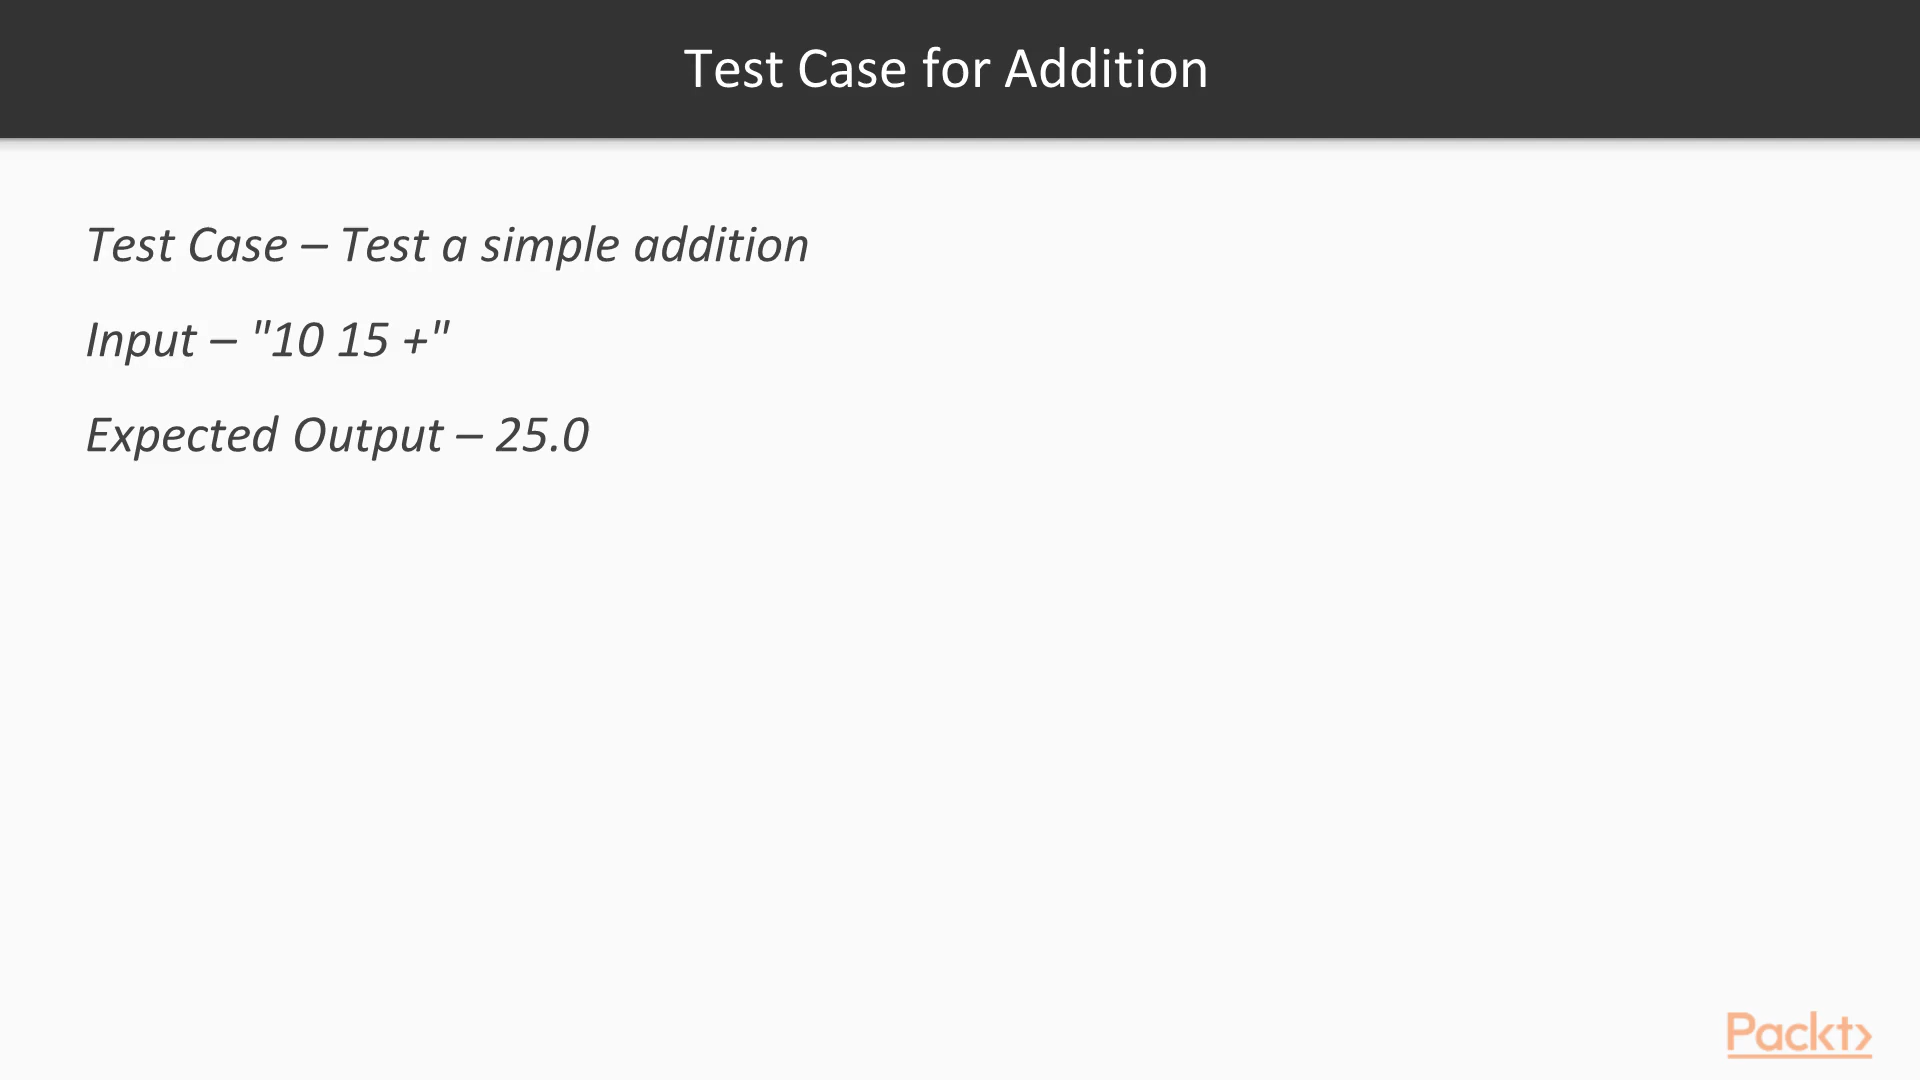 Test Case for Addition
Test Case – Test a simple addition
Input – "10 15 +"
Expected Output – 25.0
Packt>